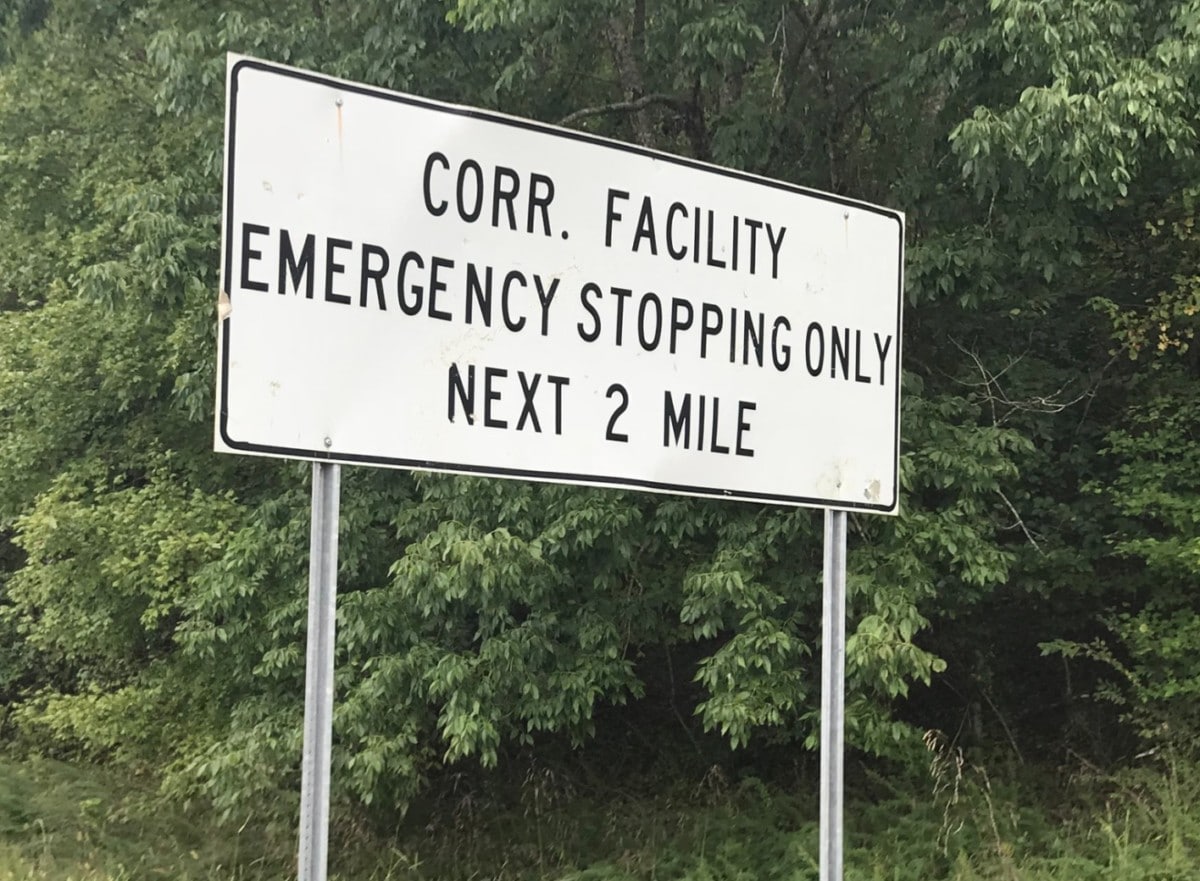 CORR. FACILITY
EMERGENCY STOPPING ONLY
NEXT 2 MILE